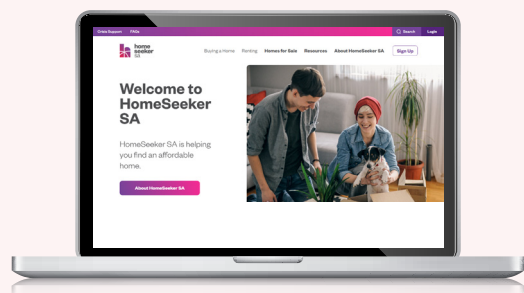 Crisis Support FAQs Search Login
home
seeker
SA
Buying a Home Renting Homes for Sale Resources About HomeSeeker SA Sign Up
Welcome to
HomeSeeker
SA
HomeSeeker SA is helping
you find an affordable
home.
About HomeSeeker SA